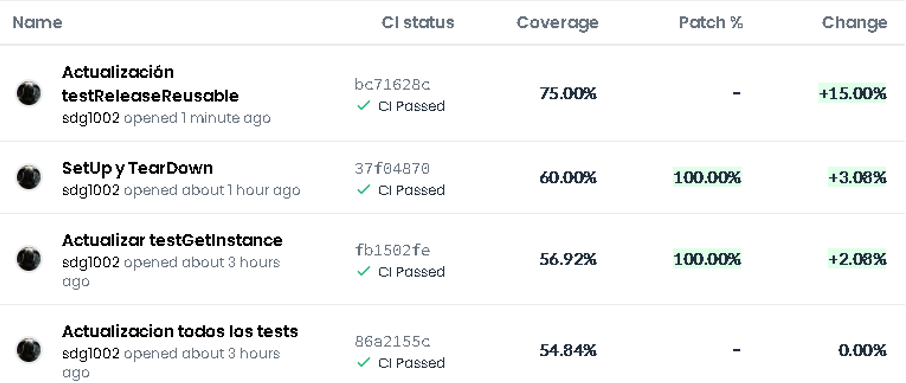 Name CI status Coverage Patch % Change
Actualización
testReleaseReusable
sdg1002 opened 1 minute ago
bc71628c
CI Passed
75.00% - +15.00%
SetUp y TearDown
sdg1002 opened about 1 hour ago
37f04870
CI Passed
60.00% 100.00% +3.08%
Actualizar testGetInstance
sdg1002 opened about 3 hours
ago
fb1502fe
CI Passed
56.92% 100.00% +2.08%
Actualizacion todos los tests
sdg1002 opened about 3 hours
ago
86a2155c
CI Passed
54.84% - 0.00%